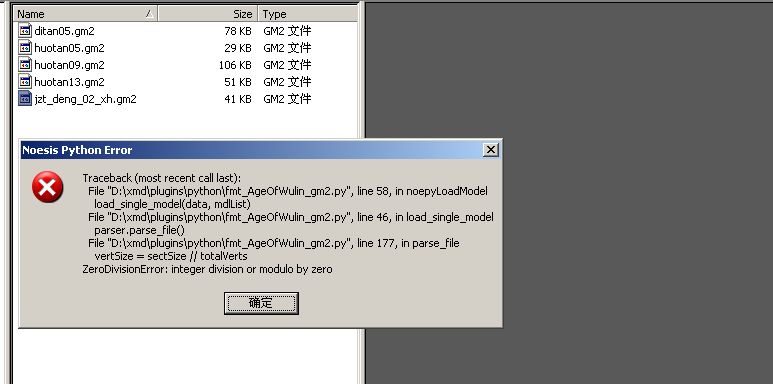 Name Size Type
ditan05.gm2 78 KB GM2 文件
huotan05.gm2 29 KB GM2 文件
huotan09.gm2 106 KB GM2 文件
huotan13.gm2 51 KB GM2 文件
jzt_deng_02_xh.gm2 41 KB GM2 文件
Noesis Python Error
Traceback (most recent call last):
File "D:\xmd\plugins\python\fmt_AgeOfWulin_gm2.py", line 58, in noepyLoadModel
load_single_model(data, mdlList)
File "D:\xmd\plugins\python\fmt_AgeOfWulin_gm2.py", line 46, in load_single_model
parser.parse_file()
File "D:\xmd\plugins\python\fmt_AgeOfWulin_gm2.py", line 177, in parse_file
vertSize = sectSize // totalVerts
ZeroDivisionError: integer division or modulo by zero
确定